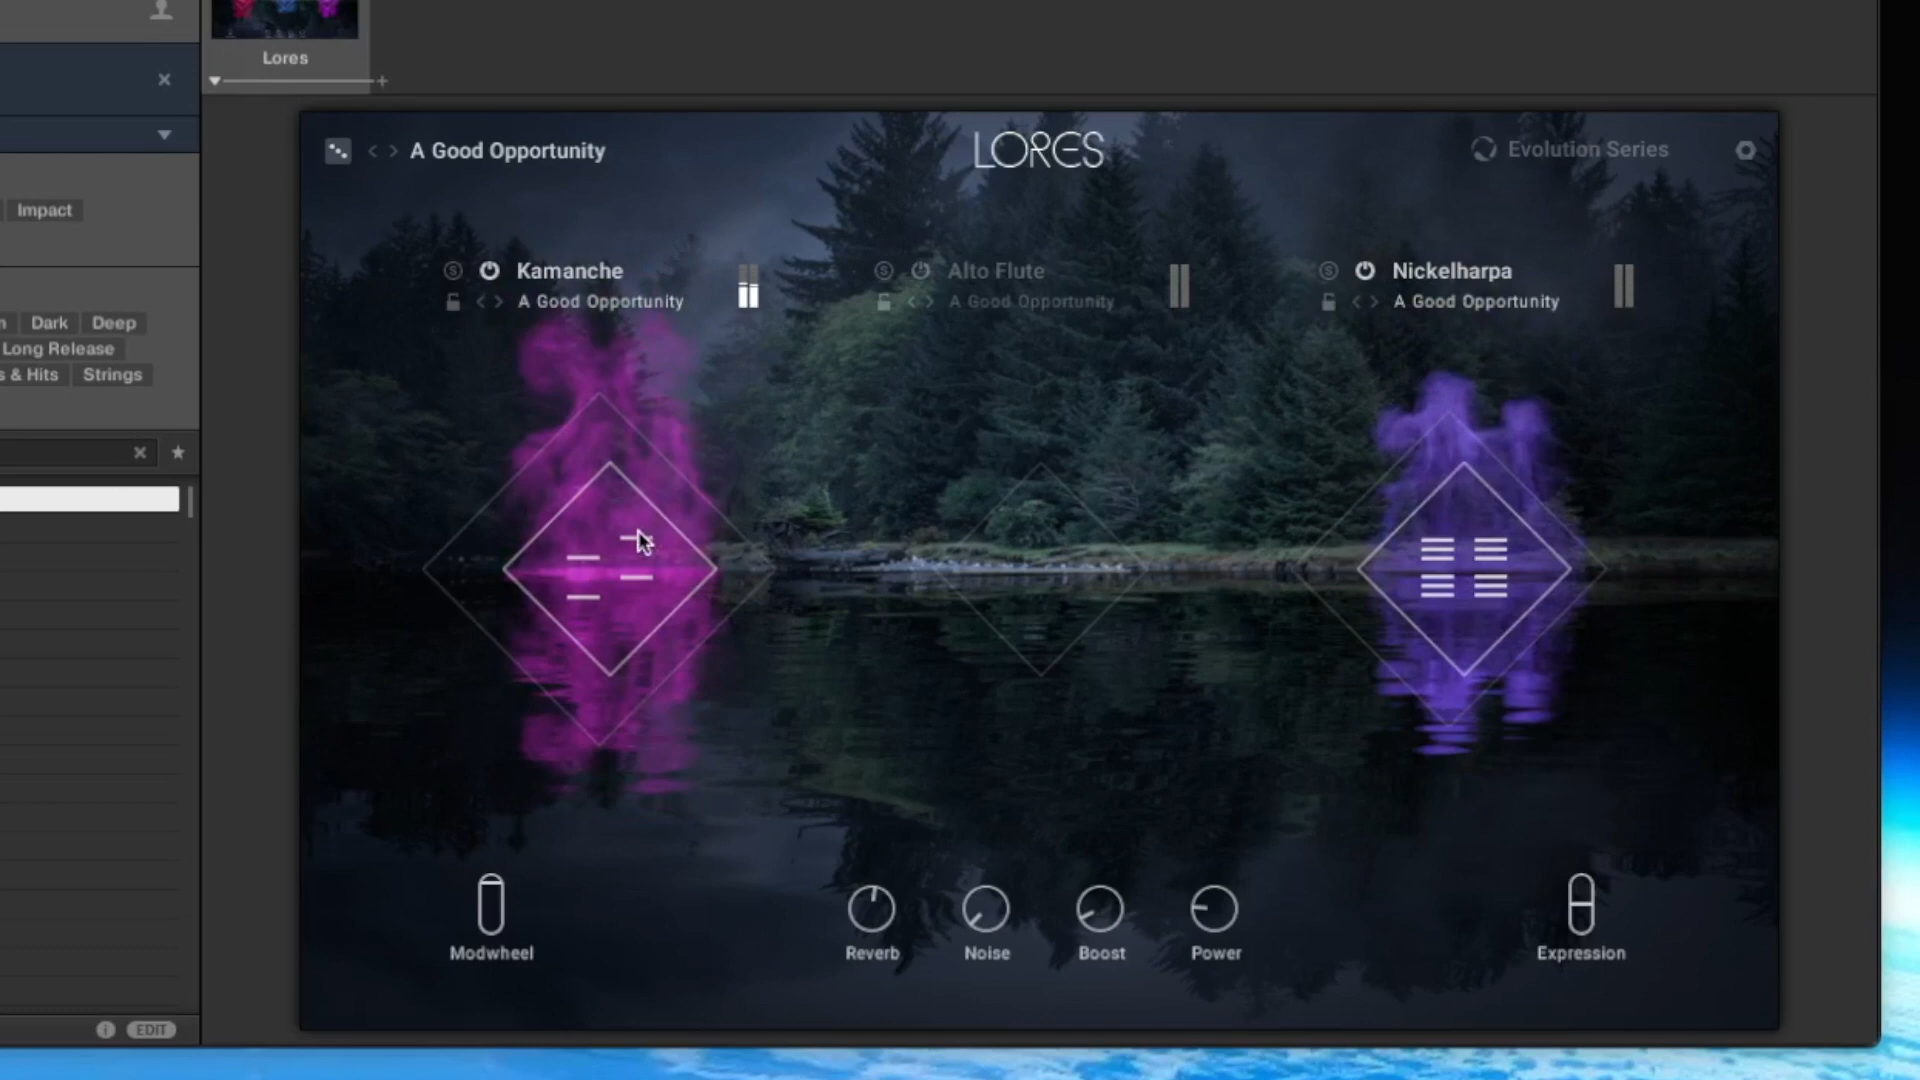 Lores
A Good Opportunity
LORES
Evolution Series
Impact
S Kamanche
A Good Opportunity
S Alto Flute
A Good Opportunity
S Nickelharpa
A Good Opportunity
n Dark Deep
Long Release
s & Hits Strings
Modwheel
Reverb
Noise
Boost
Power
Expression
i EDIT